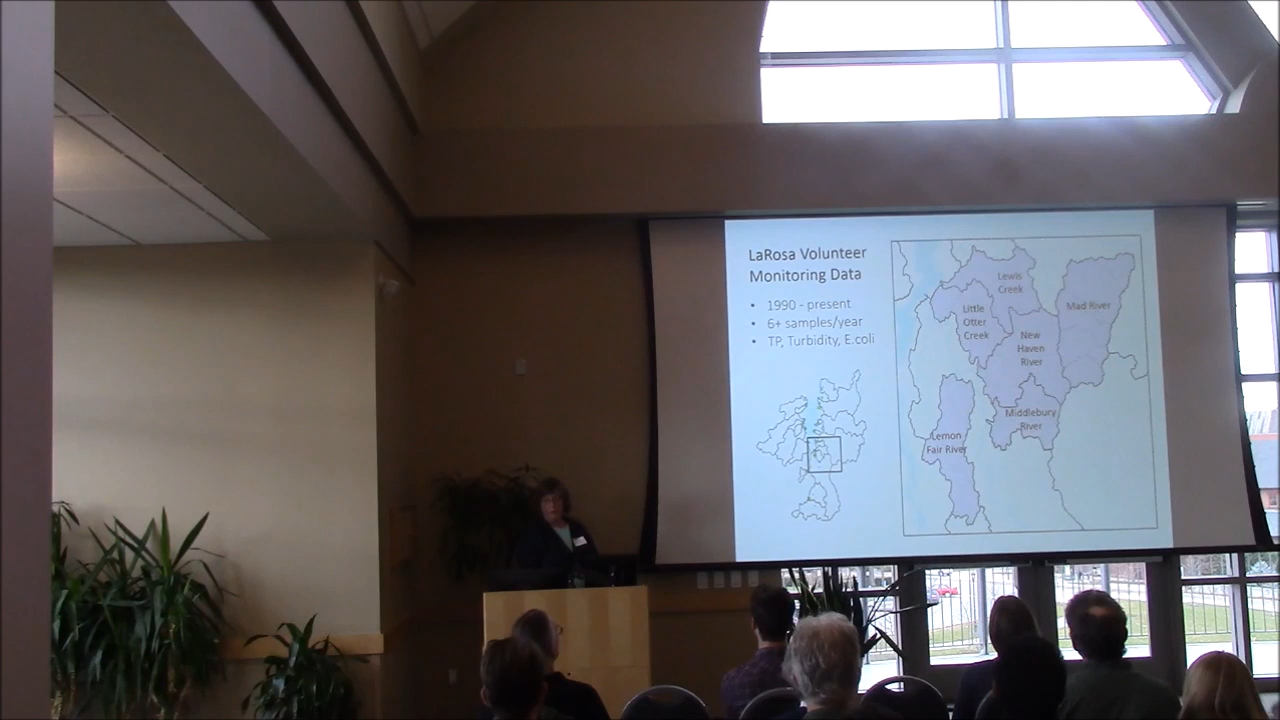 LaRosa Volunteer
Monitoring Data
• 1990 - present
• 6+ samples/year
• TP, Turbidity, E.coli
Lewis
Creek
Little
Otter
Creek
Mad River
New
Haven
River
Middlebury
River
Lemon
Fair River